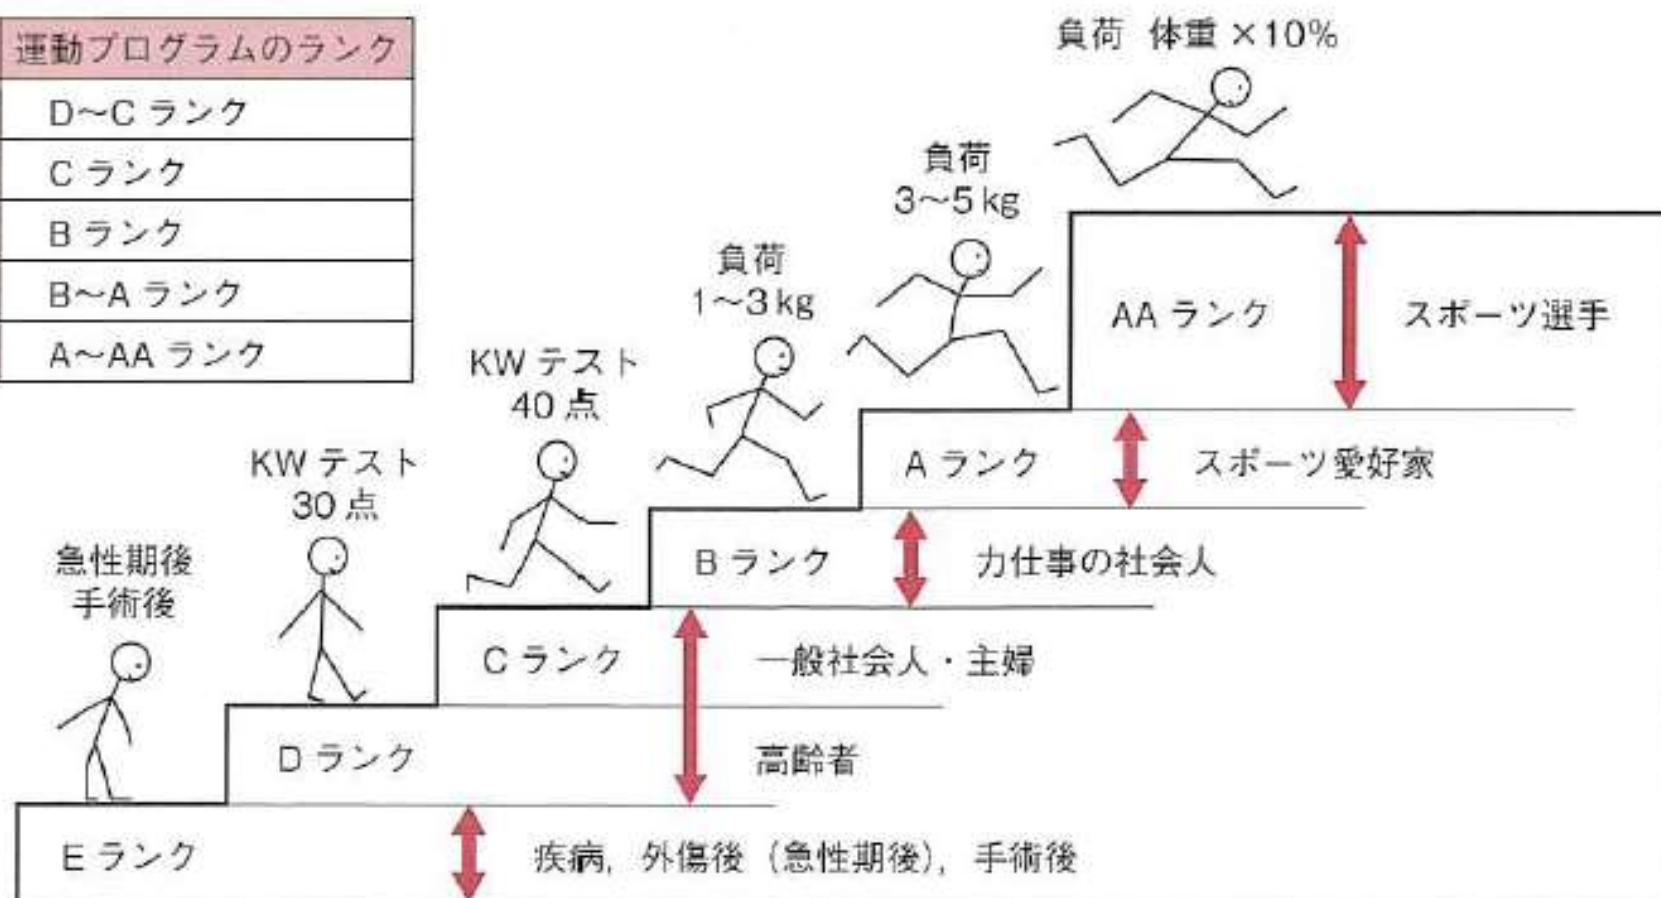 運動プログラムのランク
D〜C ランク
C ランク
B ランク
B〜A ランク
A〜AA ランク
負荷 体重×10%
負荷
3〜5kg
負荷
1〜3kg
KW テスト
40 点
KW テスト
30 点
急性期後
手術後
AA ランク
スポーツ選手
A ランク
スポーツ愛好家
B ランク
力仕事の社会人
C ランク
一般社会人・主婦
D ランク
高齢者
E ランク
疾病，外傷後（急性期後），手術後